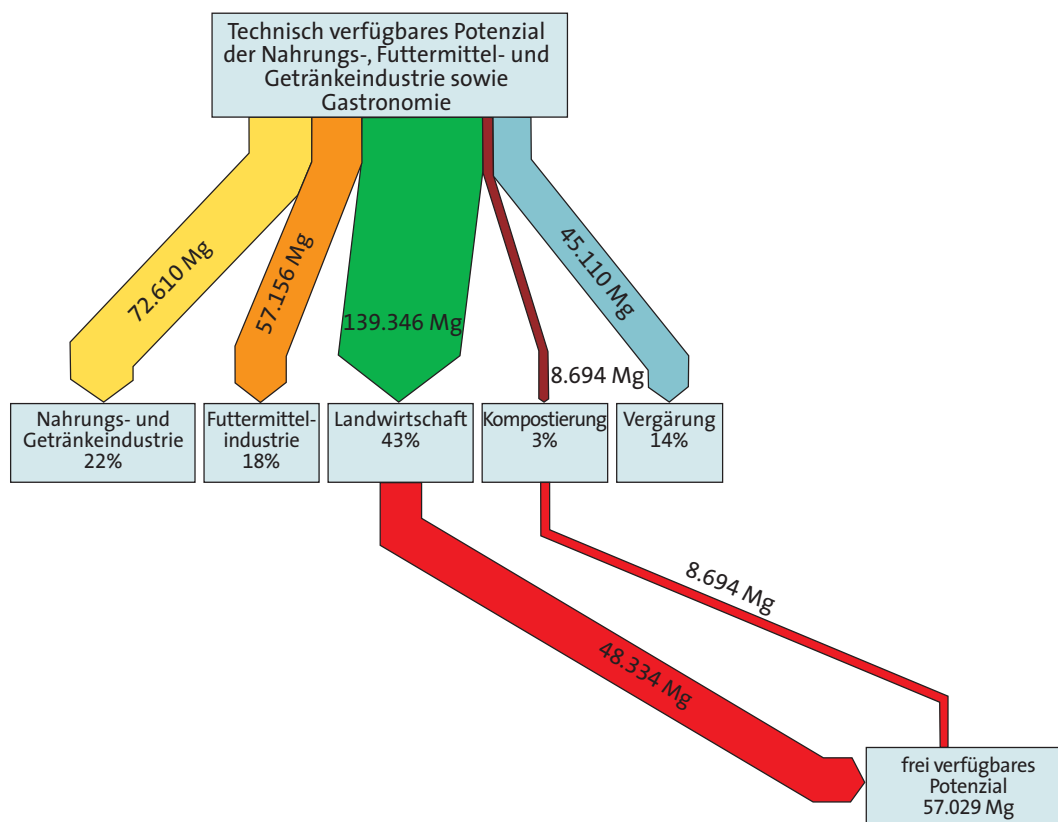 Technisch verfügbares Potenzial
der Nahrungs-, Futtermittel- und
Getränkeindustrie sowie
Gastronomie
72.610 Mg
57.156 Mg
139.346 Mg
8.694 Mg
45.110 Mg
Nahrungs- und
Getränkeindustrie
22%
Futtermittel-
industrie
18%
Landwirtschaft
43%
Kompostierung
3%
Vergärung
14%
8.694 Mg
48.334 Mg
frei verfügbares
Potenzial
57.029 Mg